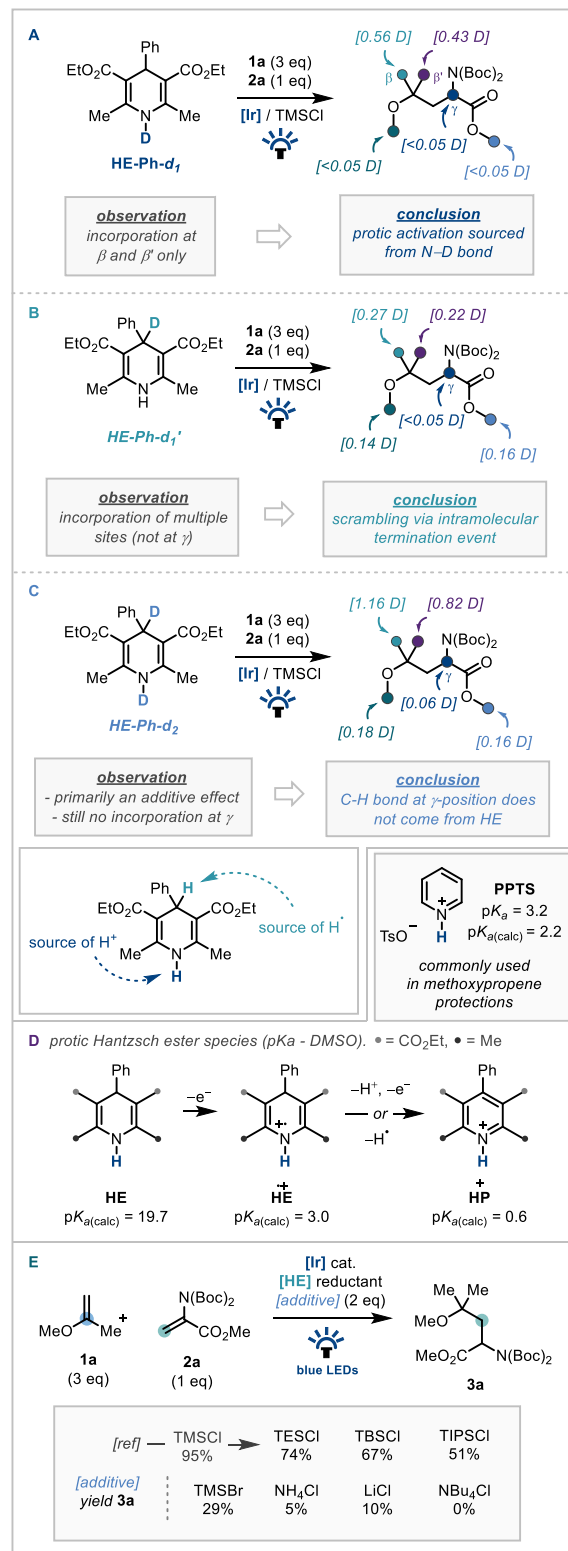 A
Ph
EtO₂C CO₂Et
Me N Me
D
HE-Ph-d₁
1a (3 eq)
2a (1 eq)
[Ir] / TMSCl
[0.56 D] [0.43 D]
β β' N(Boc)₂
γ O
O O
[<0.05 D]
[<0.05 D] [<0.05 D]
observation
incorporation at
β and β' only
conclusion
protic activation sourced
from N–D bond
B
Ph D
EtO₂C CO₂Et
Me N Me
H
HE-Ph-d₁'
1a (3 eq)
2a (1 eq)
[Ir] / TMSCl
[0.27 D] [0.22 D]
N(Boc)₂
γ O
O O
[<0.05 D]
[0.14 D] [0.16 D]
observation
incorporation of multiple
sites (not at γ)
conclusion
scrambling via intramolecular
termination event
C
Ph D
EtO₂C CO₂Et
Me N Me
D
HE-Ph-d₂
1a (3 eq)
2a (1 eq)
[Ir] / TMSCl
[1.16 D] [0.82 D]
N(Boc)₂
γ O
O O
[0.06 D]
[0.18 D] [0.16 D]
observation
- primarily an additive effect
- still no incorporation at γ
conclusion
C-H bond at γ-position does
not come from HE
Ph H
EtO₂C CO₂Et
source of H•
source of H⁺
Me N Me
H
N
+
H
TsO⁻
PPTS
pKa = 3.2
pKa(calc) = 2.2
commonly used
in methoxypropene
protections
D protic Hantzsch ester species (pKa - DMSO). ● = CO₂Et, ● = Me
Ph Ph Ph
–e⁻
–H⁺, –e⁻
or
–H•
N N N
+• +
H H H
HE HE•+ HP+
pKa(calc) = 19.7 pKa(calc) = 3.0 pKa(calc) = 0.6
E
MeO Me
1a
(3 eq)
+
N(Boc)₂
CO₂Me
2a
(1 eq)
[Ir] cat.
[HE] reductant
[additive] (2 eq)
blue LEDs
Me Me
MeO
MeO₂C N(Boc)₂
3a
[ref] TMSCl TESCl TBSCl TIPSCl
95% 74% 67% 51%
[additive]
yield 3a
TMSBr NH₄Cl LiCl NBu₄Cl
29% 5% 10% 0%